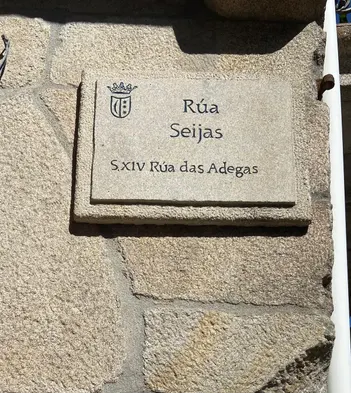 Rúa
Seijas
S.XIV Rúa das Adegas